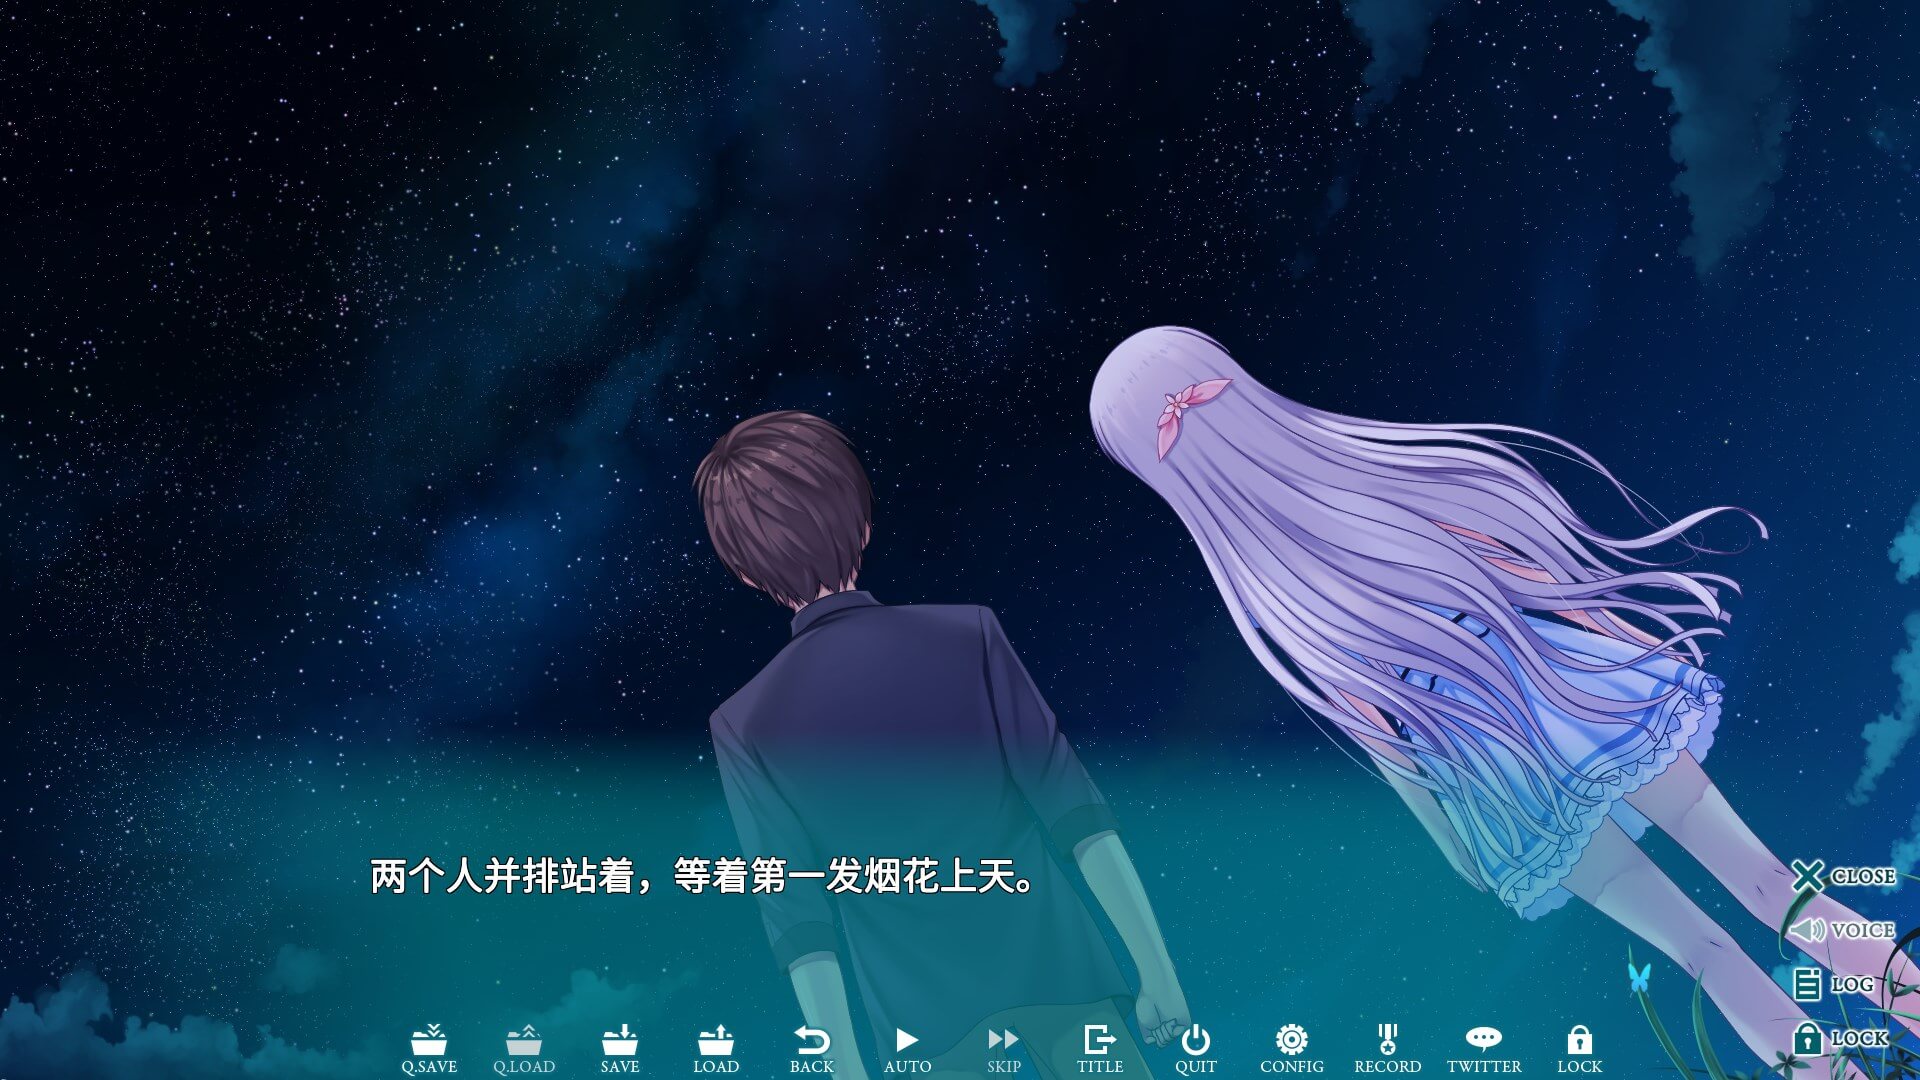 两个人并排站着，等着第一发烟花上天。
CLOSE
VOICE
LOG
LOCK
Q.SAVE
Q.LOAD
SAVE
LOAD
BACK
AUTO
SKIP
TITLE
QUIT
CONFIG
RECORD
TWITTER
LOCK